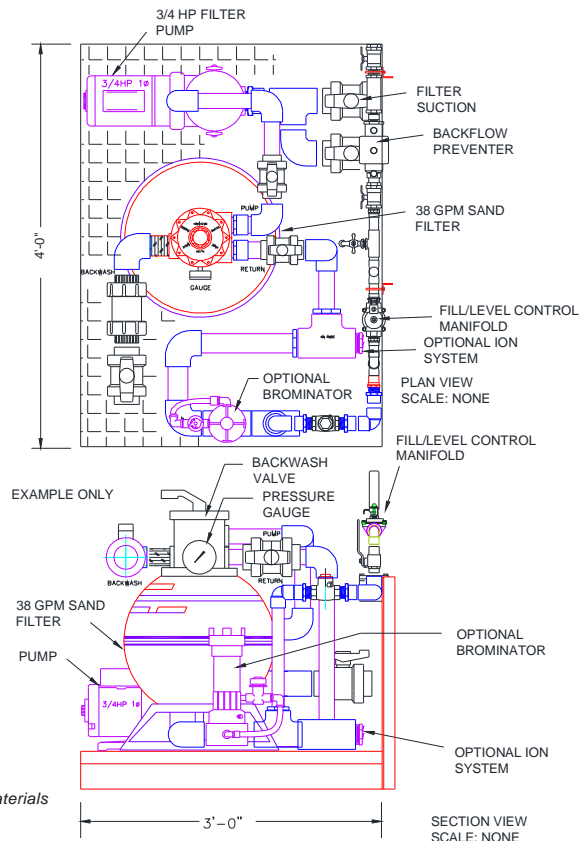 3/4 HP FILTER
PUMP
3/4HP 1ø
FILTER
SUCTION
BACKFLOW
PREVENTER
4'-0"
PUMP
38 GPM SAND
FILTER
BACKWASH
RETURN
GAUGE
FILL/LEVEL CONTROL
MANIFOLD
OPTIONAL ION
SYSTEM
OPTIONAL
BROMINATOR
PLAN VIEW
SCALE: NONE
FILL/LEVEL CONTROL
MANIFOLD
BACKWASH
VALVE
EXAMPLE ONLY
PRESSURE
GAUGE
PUMP
BACKWASH
RETURN
38 GPM SAND
FILTER
OPTIONAL
BROMINATOR
PUMP
3/4HP 1ø
OPTIONAL ION
SYSTEM
aterials
3'-0"
SECTION VIEW
SCALE: NONE